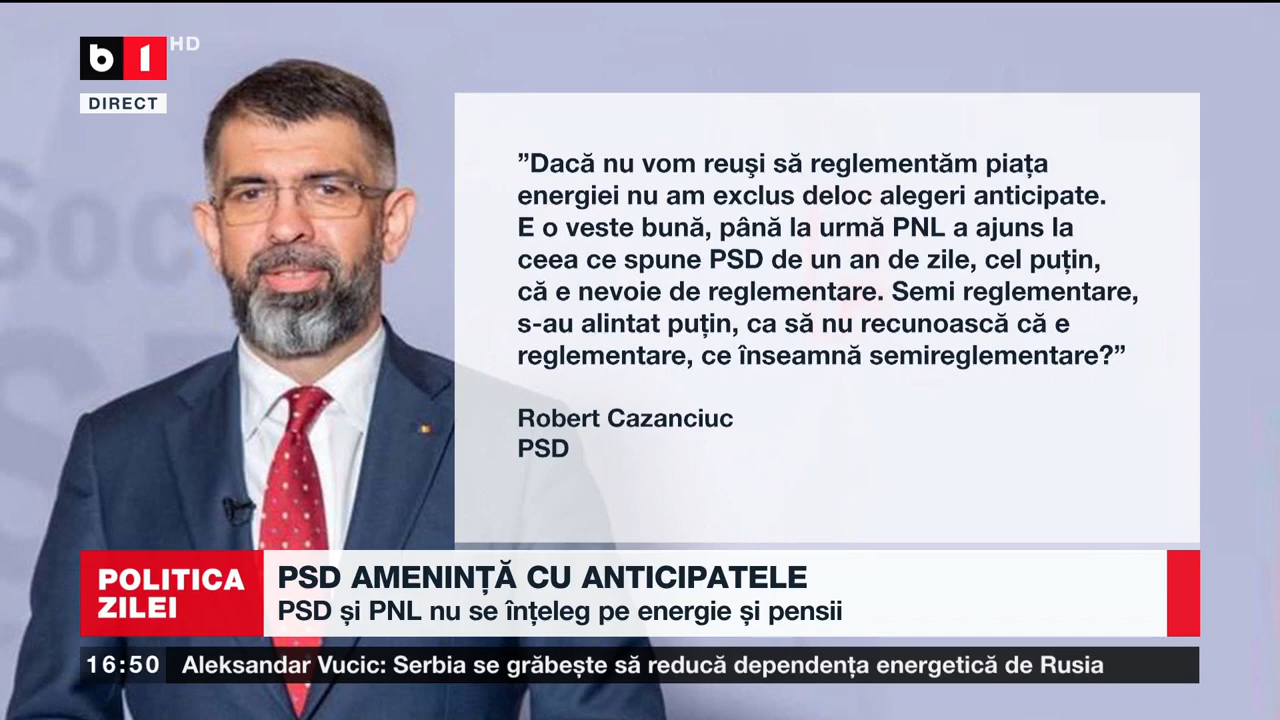 b1 HD
DIRECT
”Dacă nu vom reuşi să reglementăm piața
energiei nu am exclus deloc alegeri anticipate.
E o veste bună, până la urmă PNL a ajuns la
ceea ce spune PSD de un an de zile, cel puțin,
că e nevoie de reglementare. Semi reglementare,
s-au alintat puțin, ca să nu recunoască că e
reglementare, ce înseamnă semireglementare?”
Robert Cazanciuc
PSD
POLITICA
ZILEI
PSD AMENINȚĂ CU ANTICIPATELE
PSD și PNL nu se înțeleg pe energie și pensii
16:50 Aleksandar Vucic: Serbia se grăbește să reducă dependența energetică de Rusia